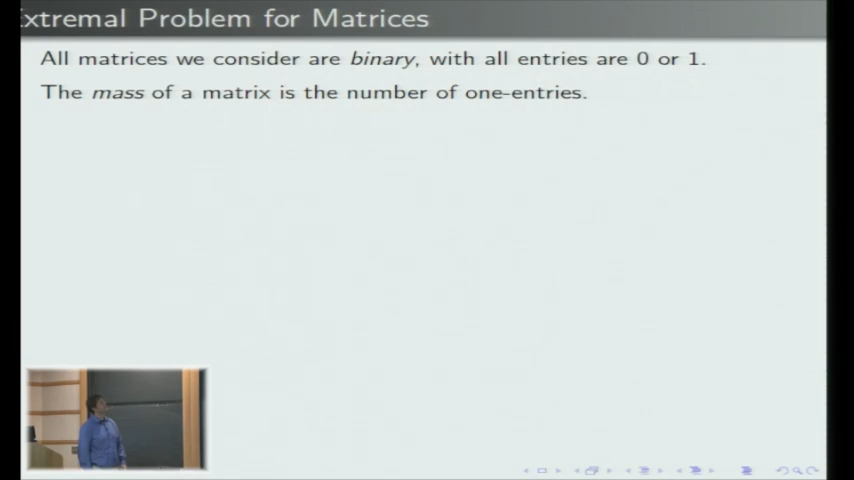 xtremal Problem for Matrices
All matrices we consider are binary, with all entries are 0 or 1.
The mass of a matrix is the number of one-entries.